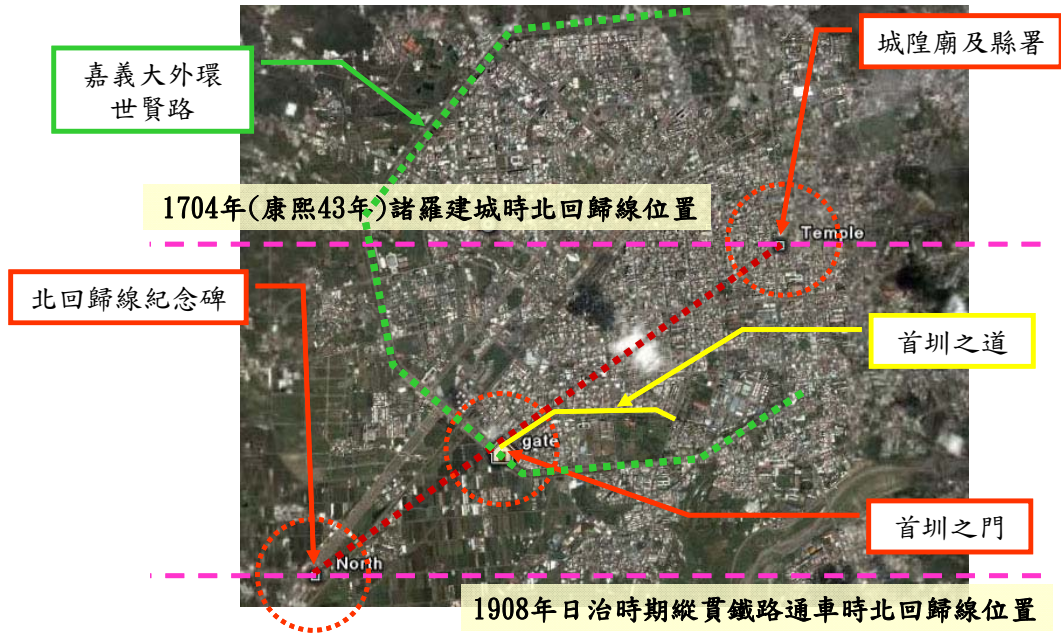 城隍廟及縣署
嘉義大外環
世賢路
1704年(康熙43年)諸羅建城時北回歸線位置
Temple
北回歸線紀念碑
首圳之道
gate
首圳之門
North
1908年日治時期縱貫鐵路通車時北回歸線位置